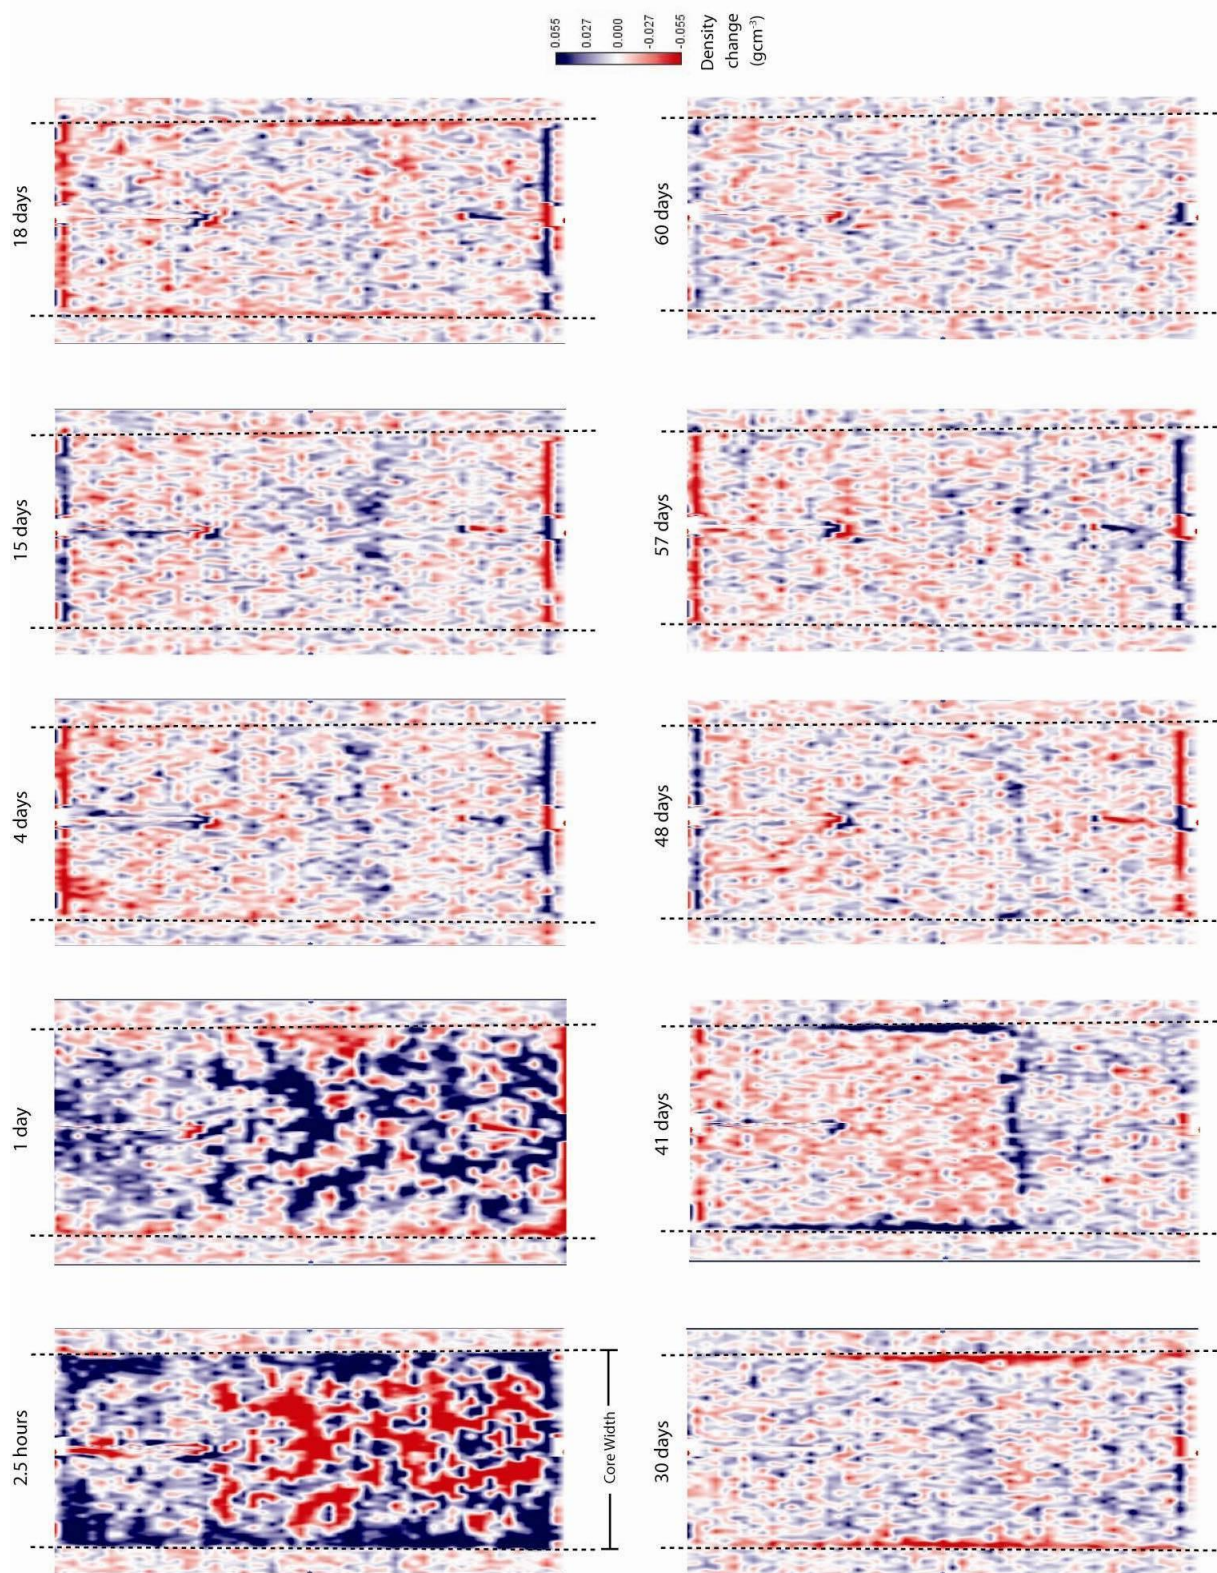 0.055
0.027
0.000
-0.027
-0.055
Density
change
(gcm⁻³)
2.5 hours
1 day
4 days
15 days
18 days
Core Width
30 days
41 days
48 days
57 days
60 days